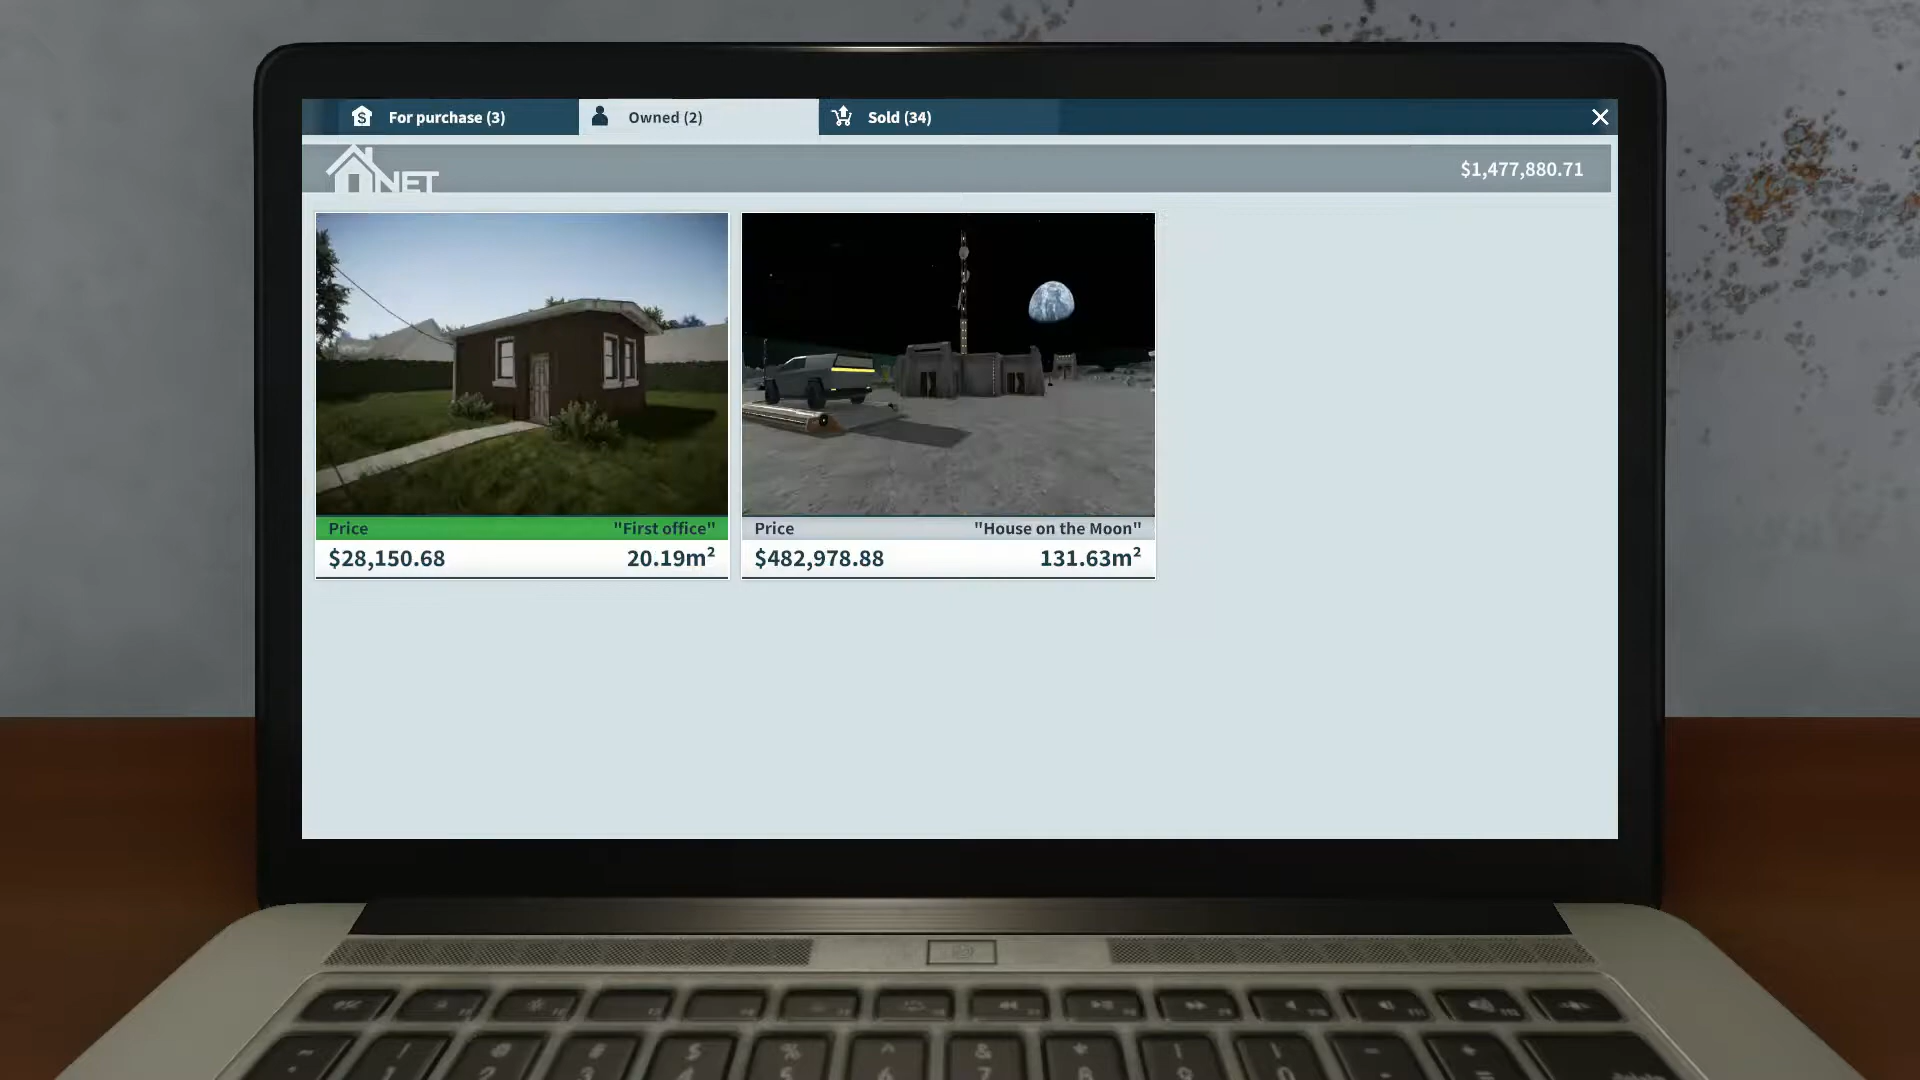 For purchase (3)
Owned (2)
Sold (34)
NET
$1,477,880.71
Price
"First office"
$28,150.68
20.19m²
Price
"House on the Moon"
$482,978.88
131.63m²